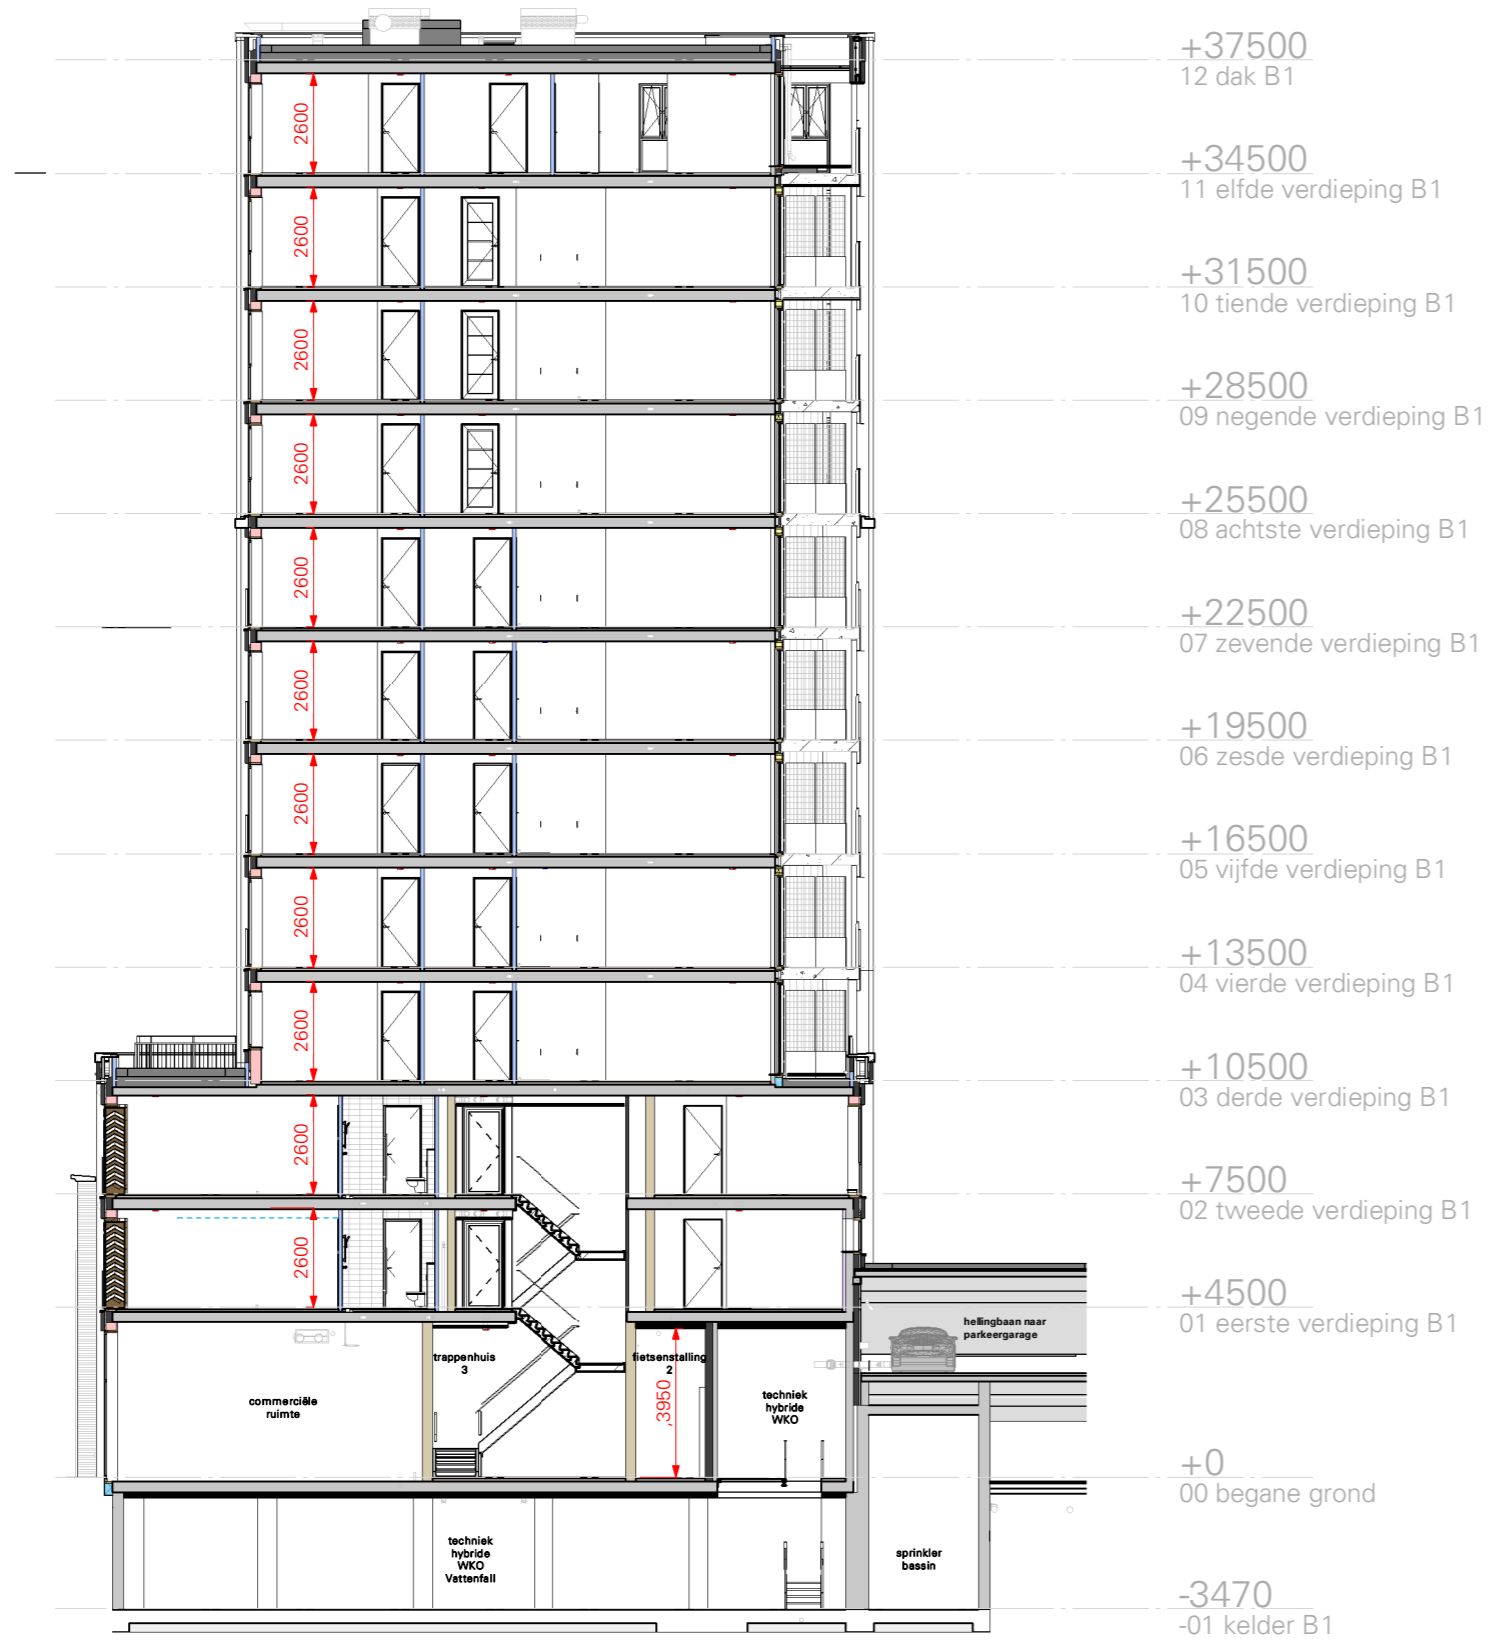 +37500
12 dak B1
2600
+34500
11 elfde verdieping B1
2600
+31500
10 tiende verdieping B1
2600
+28500
09 negende verdieping B1
2600
+25500
08 achtste verdieping B1
2600
+22500
07 zevende verdieping B1
2600
+19500
06 zesde verdieping B1
2600
+16500
05 vijfde verdieping B1
2600
+13500
04 vierde verdieping B1
2600
+10500
03 derde verdieping B1
2600
+7500
02 tweede verdieping B1
2600
+4500
01 eerste verdieping B1
hellingbaan naar
parkeergarage
trappenhuis
3
fietsenstalling
2
commerciële
ruimte
3950
techniek
hybride
WKO
+0
00 begane grond
techniek
hybride
WKO
Vattenfall
sprinkler
bassin
-3470
-01 kelder B1